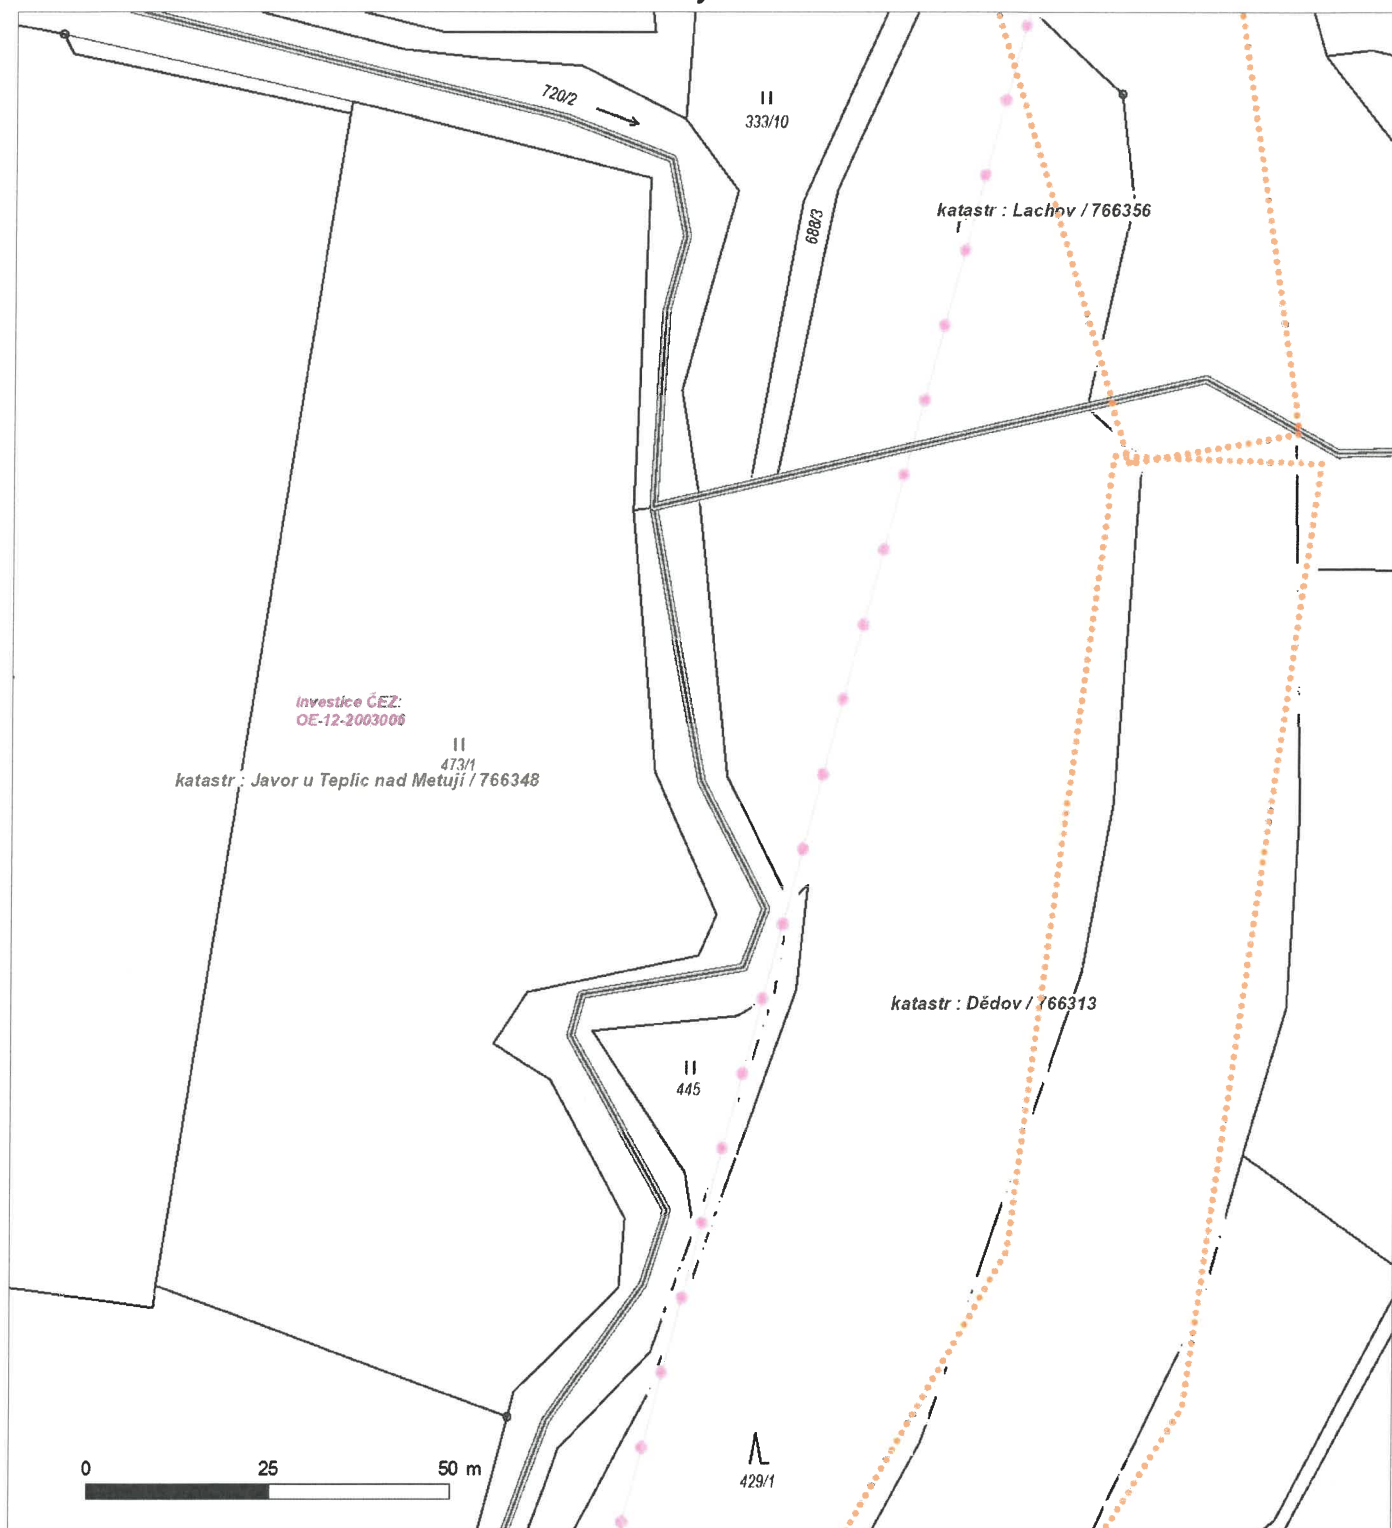 720/2
II
333/10
688/3
katastr : Lachov / 766356
Investice ČEZ:
OE-12-2003006
II
473/1
katastr : Javor u Teplic nad Metují / 766348
katastr : Dědov / 766313
II
445
0 25 50 m
429/1